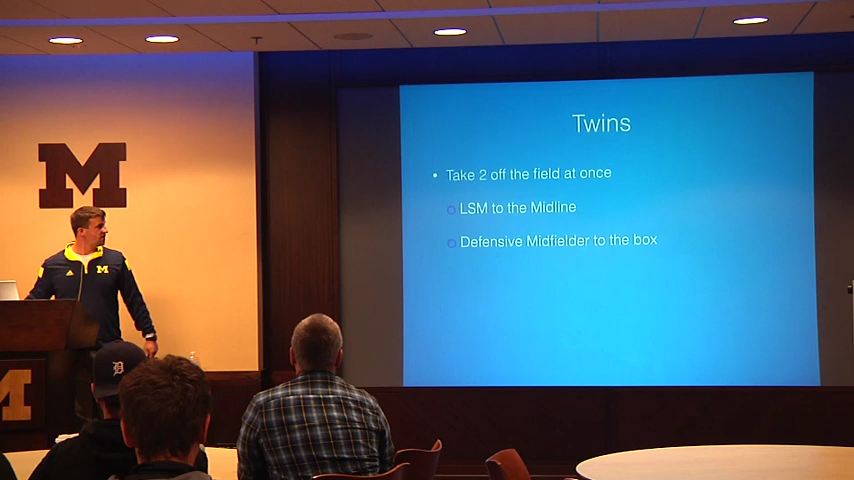 Twins
• Take 2 off the field at once
○ LSM to the Midline
○ Defensive Midfielder to the box
M
M
M
D